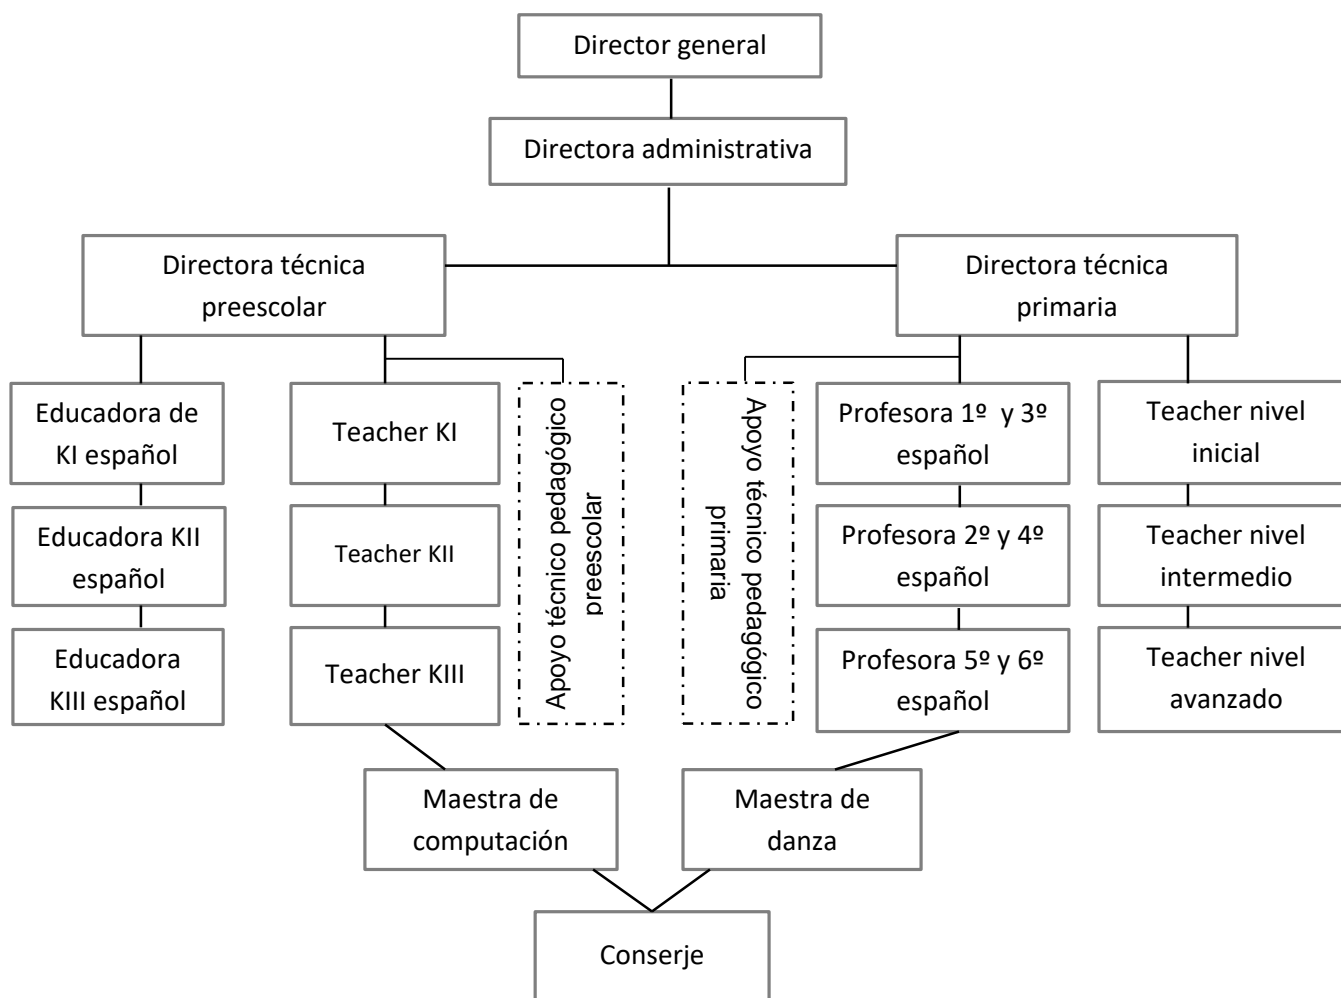 Director general
Directora administrativa
Directora técnica
preescolar
Directora técnica
primaria
Educadora de
KI español
Teacher KI
Apoyo técnico pedagógico
preescolar
Apoyo técnico pedagógico
primaria
Profesora 1º y 3º
español
Teacher nivel
inicial
Educadora KII
español
Teacher KII
Profesora 2º y 4º
español
Teacher nivel
intermedio
Educadora
KIII español
Teacher KIII
Profesora 5º y 6º
español
Teacher nivel
avanzado
Maestra de
computación
Maestra de
danza
Conserje